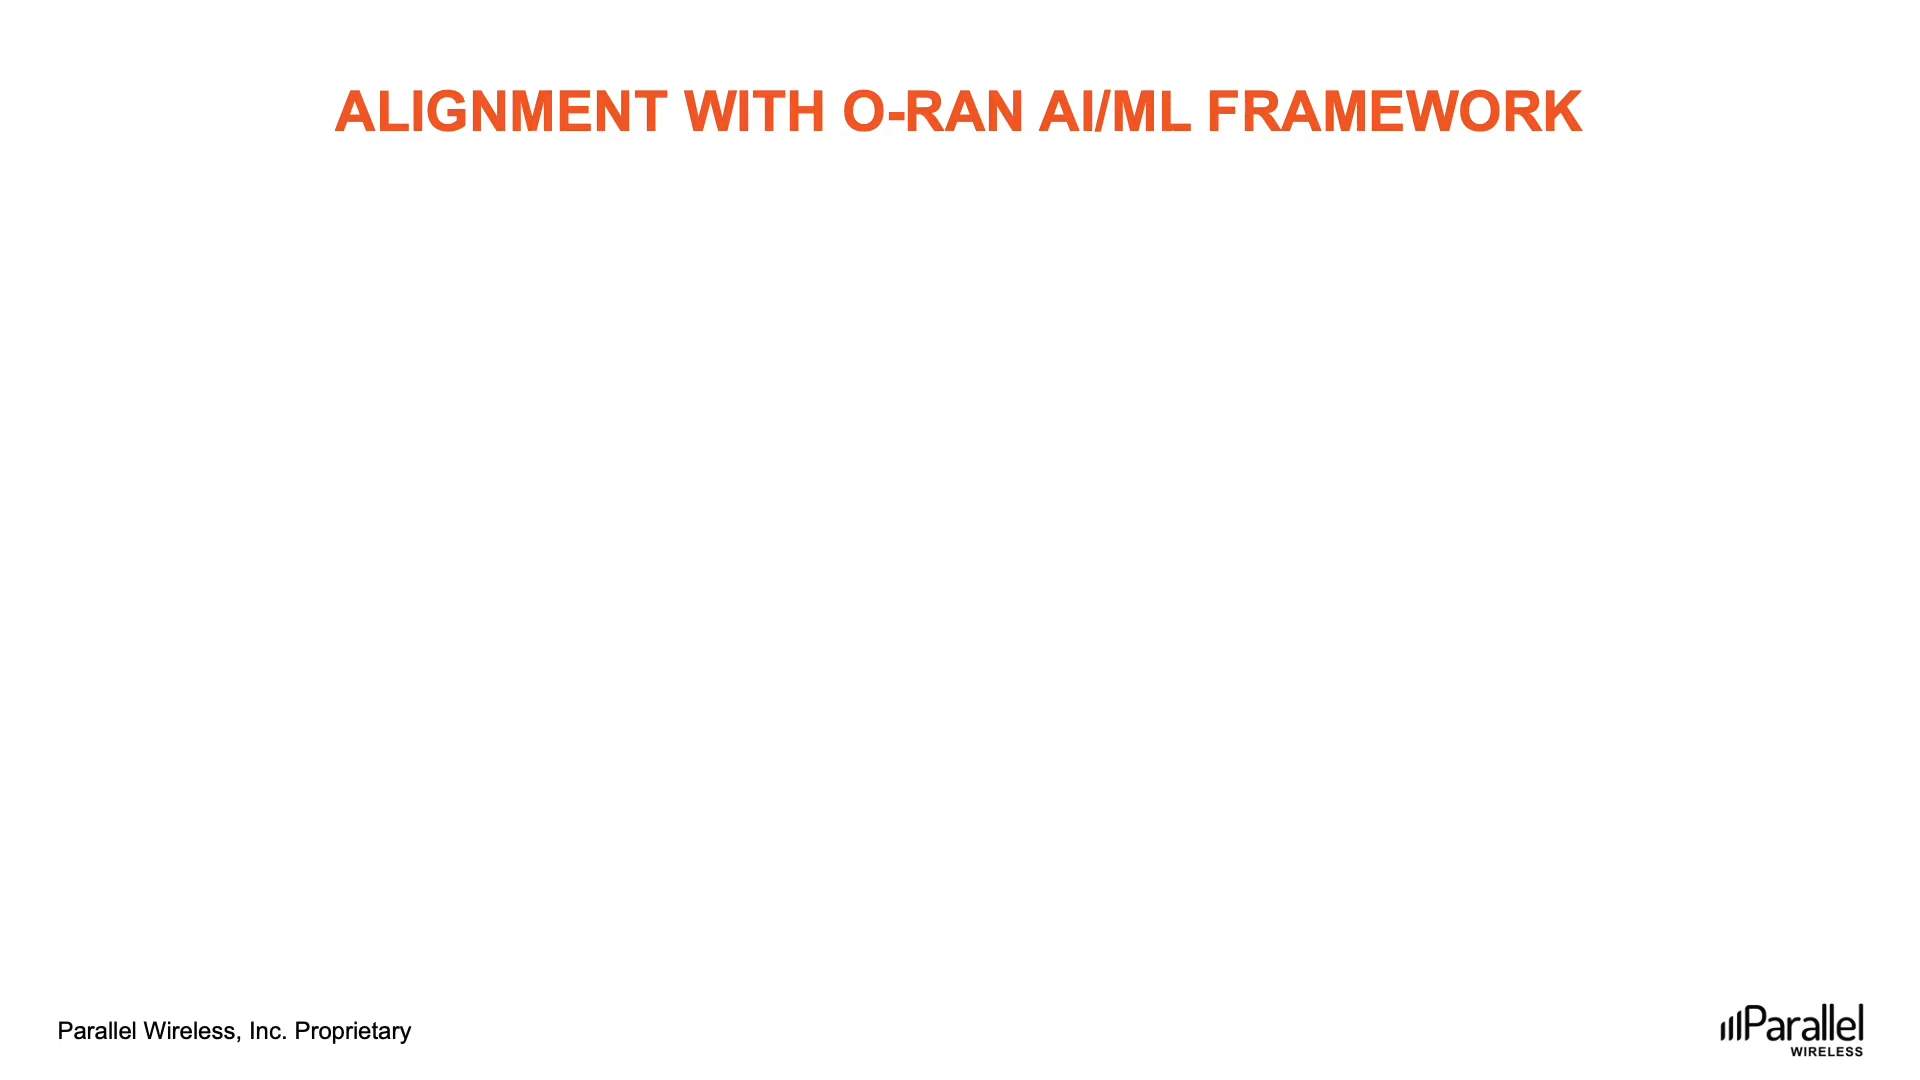 ALIGNMENT WITH O-RAN AI/ML FRAMEWORK
Parallel Wireless, Inc. Proprietary
Parallel
WIRELESS